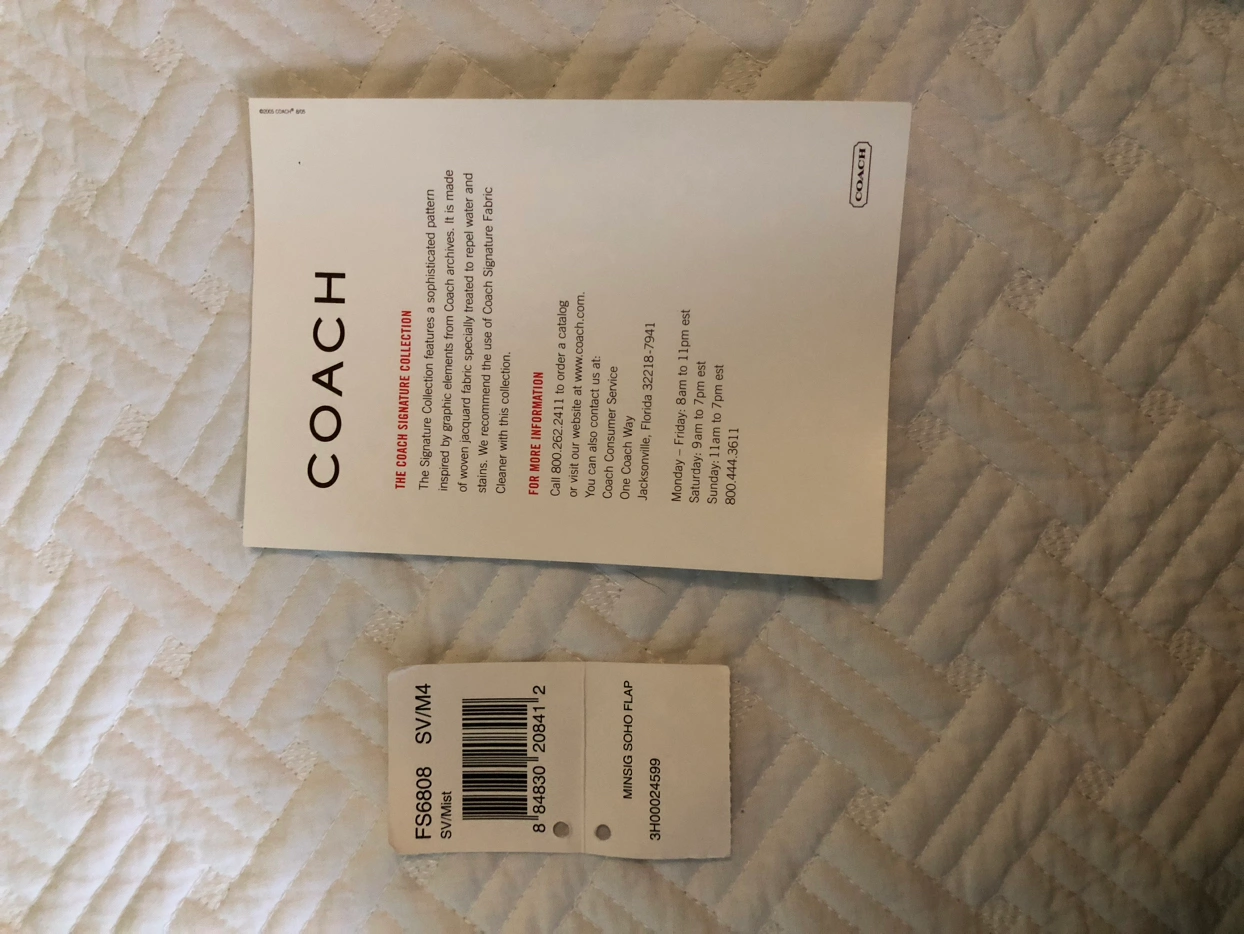 ©2005 COACH® 8/05
COACH
THE COACH SIGNATURE COLLECTION
The Signature Collection features a sophisticated pattern
inspired by graphic elements from Coach archives. It is made
of woven jacquard fabric specially treated to repel water and
stains. We recommend the use of Coach Signature Fabric
Cleaner with this collection.
FOR MORE INFORMATION
Call 800.262.2411 to order a catalog
or visit our website at www.coach.com.
You can also contact us at:
Coach Consumer Service
One Coach Way
Jacksonville, Florida 32218-7941
Monday – Friday: 8am to 11pm est
Saturday: 9am to 7pm est
Sunday: 11am to 7pm est
800.444.3611
COACH
FS6808 SV/M4
SV/Mist
8 84830 20841 2
MINSIG SOHO FLAP
3H00024599